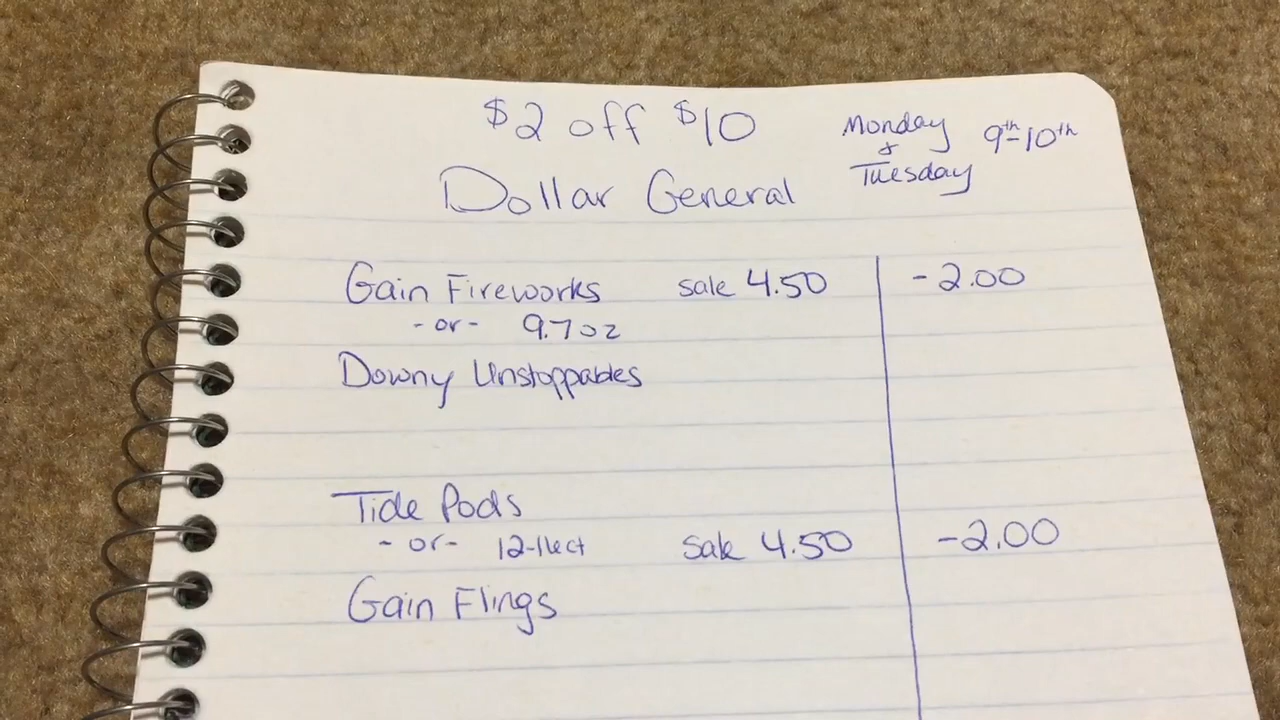 $2 off $10
Monday & Tuesday 9th-10th
Dollar General
Gain Fireworks sale 4.50 -2.00
-or- 9.7oz
Downy Unstoppables
Tide Pods
-or- 12-16ct sale 4.50 -2.00
Gain Flings